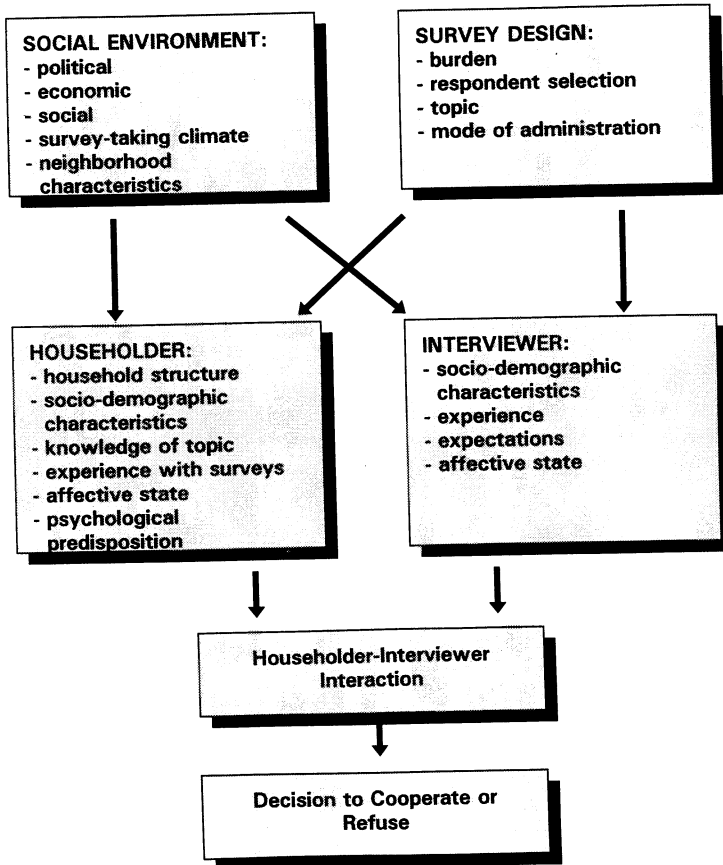 SOCIAL ENVIRONMENT:
- political
- economic
- social
- survey-taking climate
- neighborhood
characteristics
SURVEY DESIGN:
- burden
- respondent selection
- topic
- mode of administration
HOUSEHOLDER:
- household structure
- socio-demographic
characteristics
- knowledge of topic
- experience with surveys
- affective state
- psychological
predisposition
INTERVIEWER:
- socio-demographic
characteristics
- experience
- expectations
- affective state
Householder-Interviewer
Interaction
Decision to Cooperate or
Refuse